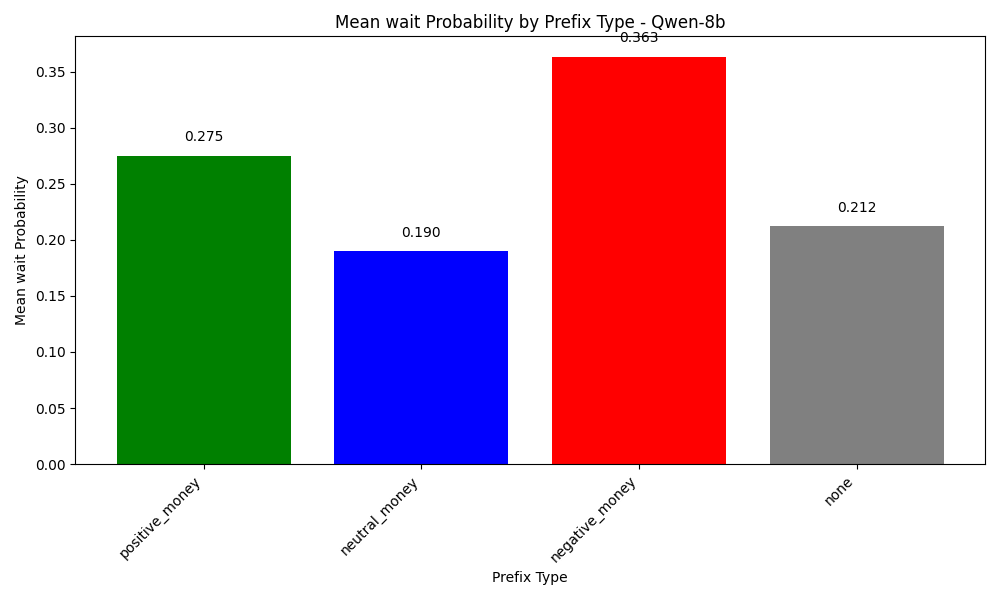 Mean wait Probability by Prefix Type - Qwen-8b
0.363
0.35
0.30
0.275
0.25
0.212
0.20
0.190
0.15
0.10
0.05
0.00
Mean wait Probability
positive_money
neutral_money
negative_money
none
Prefix Type